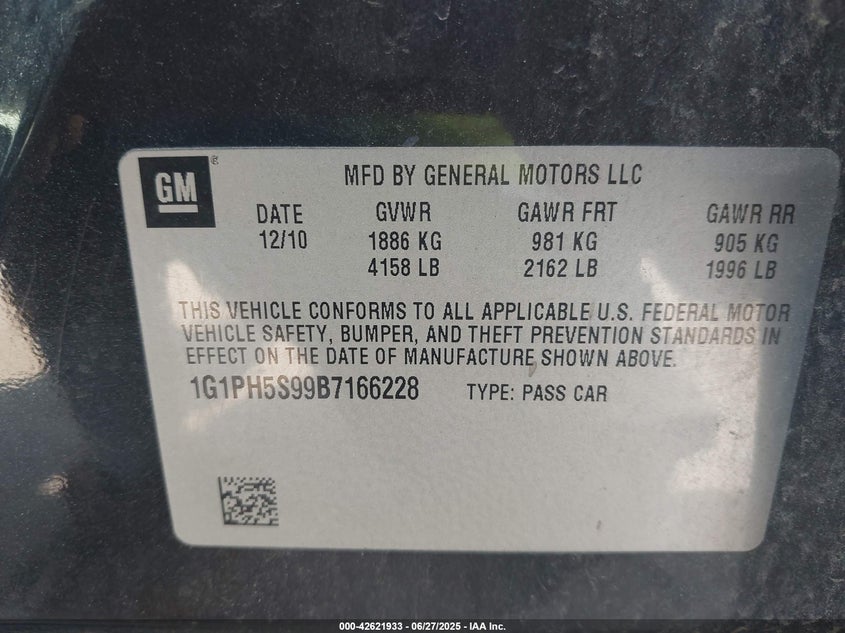 GM
MFD BY GENERAL MOTORS LLC
DATE GVWR GAWR FRT GAWR RR
12/10 1886 KG 981 KG 905 KG
4158 LB 2162 LB 1996 LB
THIS VEHICLE CONFORMS TO ALL APPLICABLE U.S. FEDERAL MOTOR
VEHICLE SAFETY, BUMPER, AND THEFT PREVENTION STANDARDS IN
EFFECT ON THE DATE OF MANUFACTURE SHOWN ABOVE.
1G1PH5S99B7166228 TYPE: PASS CAR
000-42621933 - 06/27/2025 - IAA Inc.